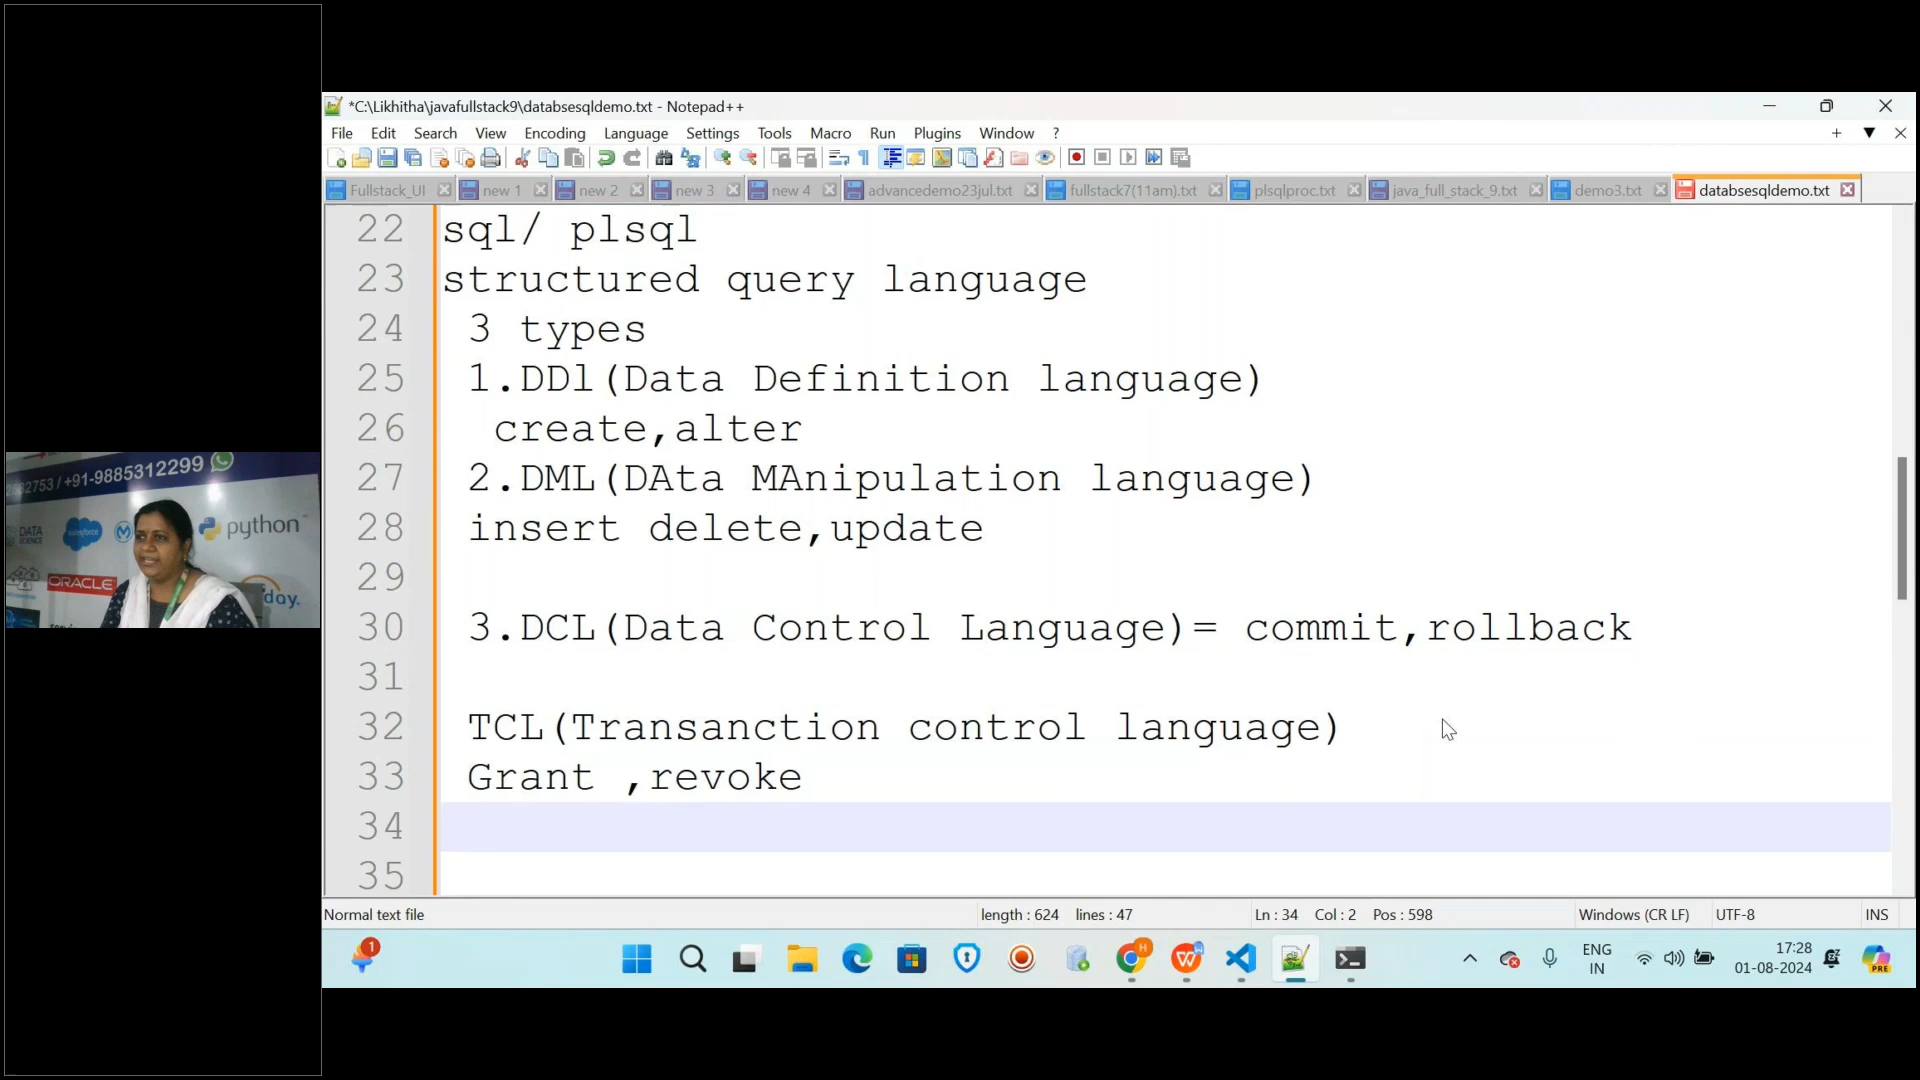 *C:\Likhitha\javafullstack9\databsesqldemo.txt - Notepad++
File Edit Search View Encoding Language Settings Tools Macro Run Plugins Window ?
Fullstack_UI new 1 new 2 new 3 new 4 advancedemo23jul.txt fullstack7(11am).txt plsqlproc.txt java_full_stack_9.txt demo3.txt databsesqldemo.txt
22 sql/ plsql
23 structured query language
24 3 types
25 1.DDl(Data Definition language)
26 create,alter
27 2.DML(DAta MAnipulation language)
28 insert delete,update
29
30 3.DCL(Data Control Language)= commit,rollback
31
32 TCL(Transanction control language)
33 Grant ,revoke
34
35
/ +91-9885312299
DATA
SCIENCE
salesforce
python
ORACLE
day.
Normal text file length : 624 lines : 47 Ln : 34 Col : 2 Pos : 598 Windows (CR LF) UTF-8 INS
1
ENG
IN
17:28
01-08-2024
PRE